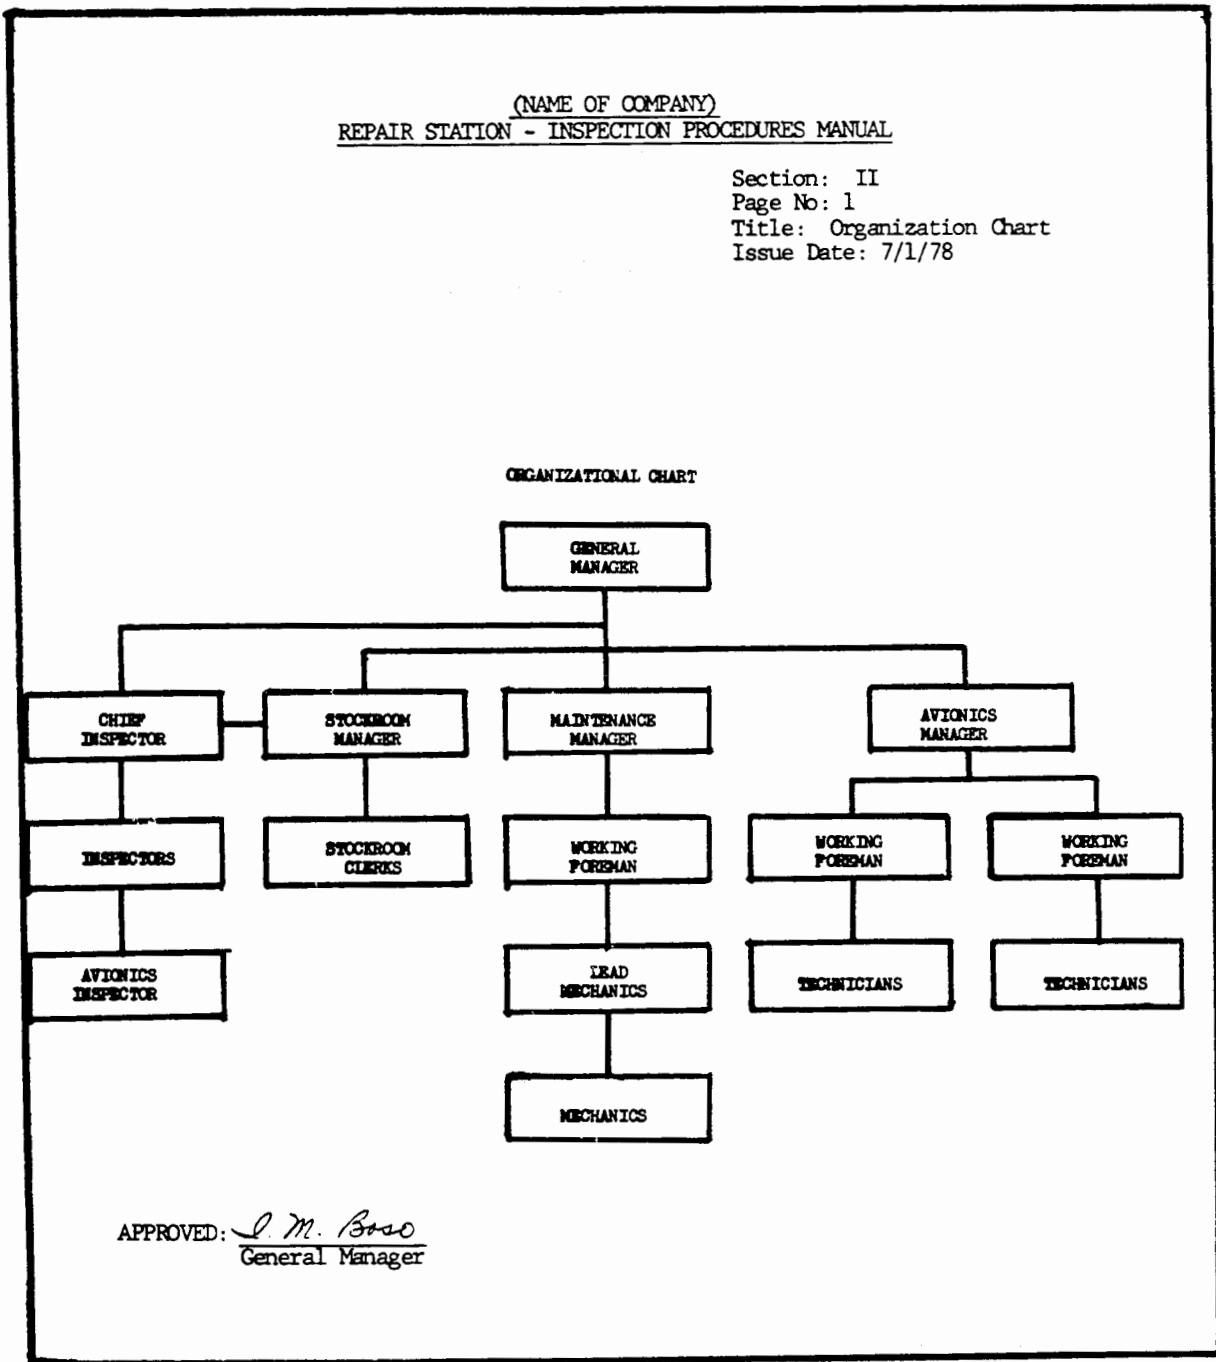 (NAME OF COMPANY)
REPAIR STATION - INSPECTION PROCEDURES MANUAL
Section: II
Page No: 1
Title: Organization Chart
Issue Date: 7/1/78
ORGANIZATIONAL CHART
GENERAL
MANAGER
CHIEF
INSPECTOR
STOCKROOM
MANAGER
MAINTENANCE
MANAGER
AVIONICS
MANAGER
INSPECTORS
STOCKROOM
CLERKS
WORKING
FOREMAN
WORKING
FOREMAN
WORKING
FOREMAN
AVIONICS
INSPECTOR
LEAD
MECHANICS
TECHNICIANS
TECHNICIANS
MECHANICS
APPROVED: I. M. Boso
General Manager